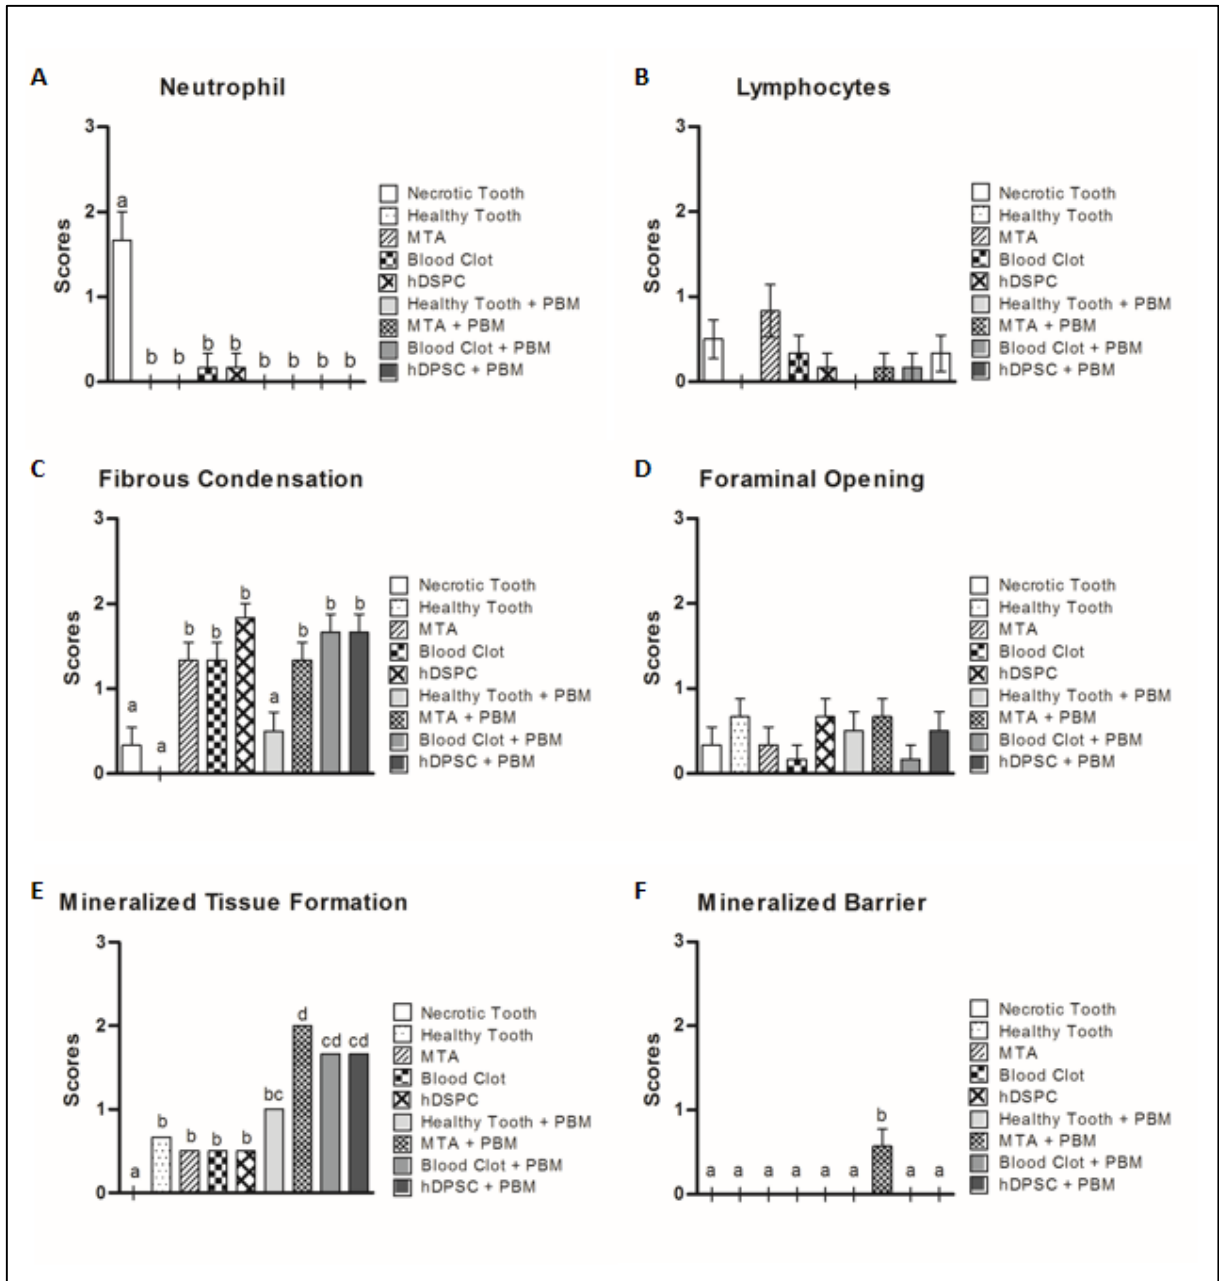 A
Neutrophil
3
2
1
0
Scores
a
b
b
b
b
b
b
b
b
Necrotic Tooth
Healthy Tooth
MTA
Blood Clot
hDSPC
Healthy Tooth + PBM
MTA + PBM
Blood Clot + PBM
hDPSC + PBM
B
Lymphocytes
3
2
1
0
Scores
Necrotic Tooth
Healthy Tooth
MTA
Blood Clot
hDSPC
Healthy Tooth + PBM
MTA + PBM
Blood Clot + PBM
hDPSC + PBM
C
Fibrous Condensation
3
2
1
0
Scores
a
a
b
b
b
a
b
b
b
Necrotic Tooth
Healthy Tooth
MTA
Blood Clot
hDSPC
Healthy Tooth + PBM
MTA + PBM
Blood Clot + PBM
hDPSC + PBM
D
Foraminal Opening
3
2
1
0
Scores
Necrotic Tooth
Healthy Tooth
MTA
Blood Clot
hDSPC
Healthy Tooth + PBM
MTA + PBM
Blood Clot + PBM
hDPSC + PBM
E
Mineralized Tissue Formation
3
2
1
0
Scores
a
b
b
b
b
bc
d
cd
cd
Necrotic Tooth
Healthy Tooth
MTA
Blood Clot
hDSPC
Healthy Tooth + PBM
MTA + PBM
Blood Clot + PBM
hDPSC + PBM
F
Mineralized Barrier
3
2
1
0
Scores
a
a
a
a
a
a
b
a
a
Necrotic Tooth
Healthy Tooth
MTA
Blood Clot
hDSPC
Healthy Tooth + PBM
MTA + PBM
Blood Clot + PBM
hDPSC + PBM